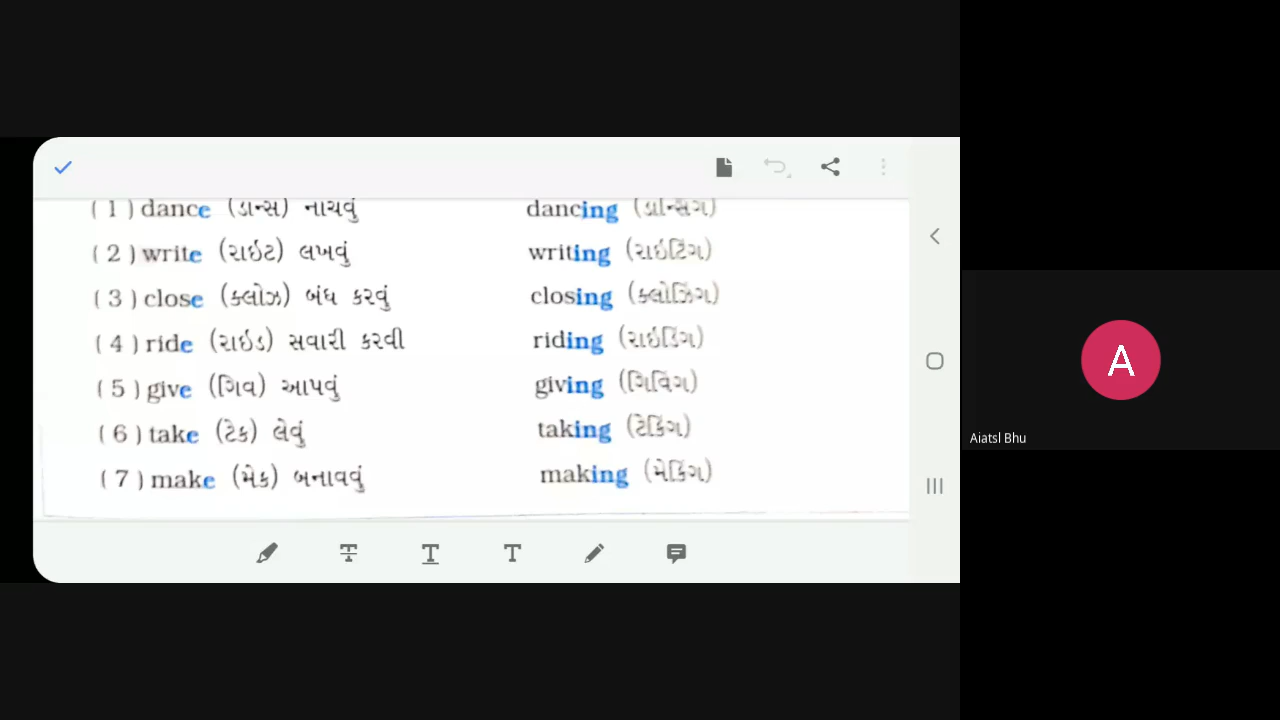 ( 1 ) dance (ડાન્સ) નાચવું dancing (ડાન્સિંગ)
( 2 ) write (રાઇટ) લખવું writing (રાઇટિંગ)
( 3 ) close (ક્લોઝ) બંધ કરવું closing (ક્લોઝિંગ)
( 4 ) ride (રાઇડ) સવારી કરવી riding (રાઇડિંગ)
( 5 ) give (ગિવ) આપવું giving (ગિવિંગ)
( 6 ) take (ટેક) લેવું taking (ટેકિંગ)
( 7 ) make (મેક) બનાવવું making (મેકિંગ)
A
Aiatsl Bhu